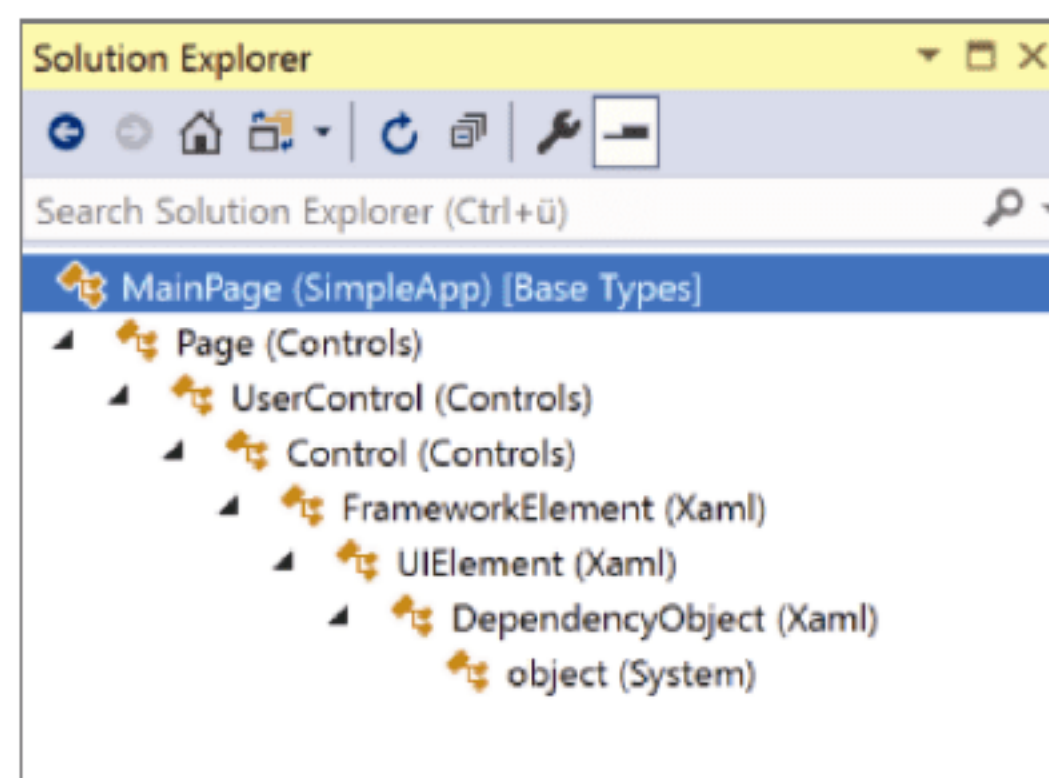 Solution Explorer
Search Solution Explorer (Ctrl+ü)
MainPage (SimpleApp) [Base Types]
Page (Controls)
UserControl (Controls)
Control (Controls)
FrameworkElement (Xaml)
UIElement (Xaml)
DependencyObject (Xaml)
object (System)